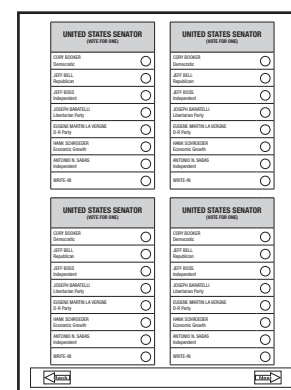 UNITED STATES SENATOR
(VOTE FOR ONE)
CORY BOOKER
Democratic
JEFF BELL
Republican
JEFF BOSS
Independent
JOSEPH BARATELLI
Libertarian Party
EUGENE MARTIN LA VERGNE
D-R Party
HANK SCHROEDER
Economic Growth
ANTONIO N. SABAS
Independent
WRITE-IN
UNITED STATES SENATOR
(VOTE FOR ONE)
CORY BOOKER
Democratic
JEFF BELL
Republican
JEFF BOSS
Independent
JOSEPH BARATELLI
Libertarian Party
EUGENE MARTIN LA VERGNE
D-R Party
HANK SCHROEDER
Economic Growth
ANTONIO N. SABAS
Independent
WRITE-IN
UNITED STATES SENATOR
(VOTE FOR ONE)
CORY BOOKER
Democratic
JEFF BELL
Republican
JEFF BOSS
Independent
JOSEPH BARATELLI
Libertarian Party
EUGENE MARTIN LA VERGNE
D-R Party
HANK SCHROEDER
Economic Growth
ANTONIO N. SABAS
Independent
WRITE-IN
UNITED STATES SENATOR
(VOTE FOR ONE)
CORY BOOKER
Democratic
JEFF BELL
Republican
JEFF BOSS
Independent
JOSEPH BARATELLI
Libertarian Party
EUGENE MARTIN LA VERGNE
D-R Party
HANK SCHROEDER
Economic Growth
ANTONIO N. SABAS
Independent
WRITE-IN
Back
Next